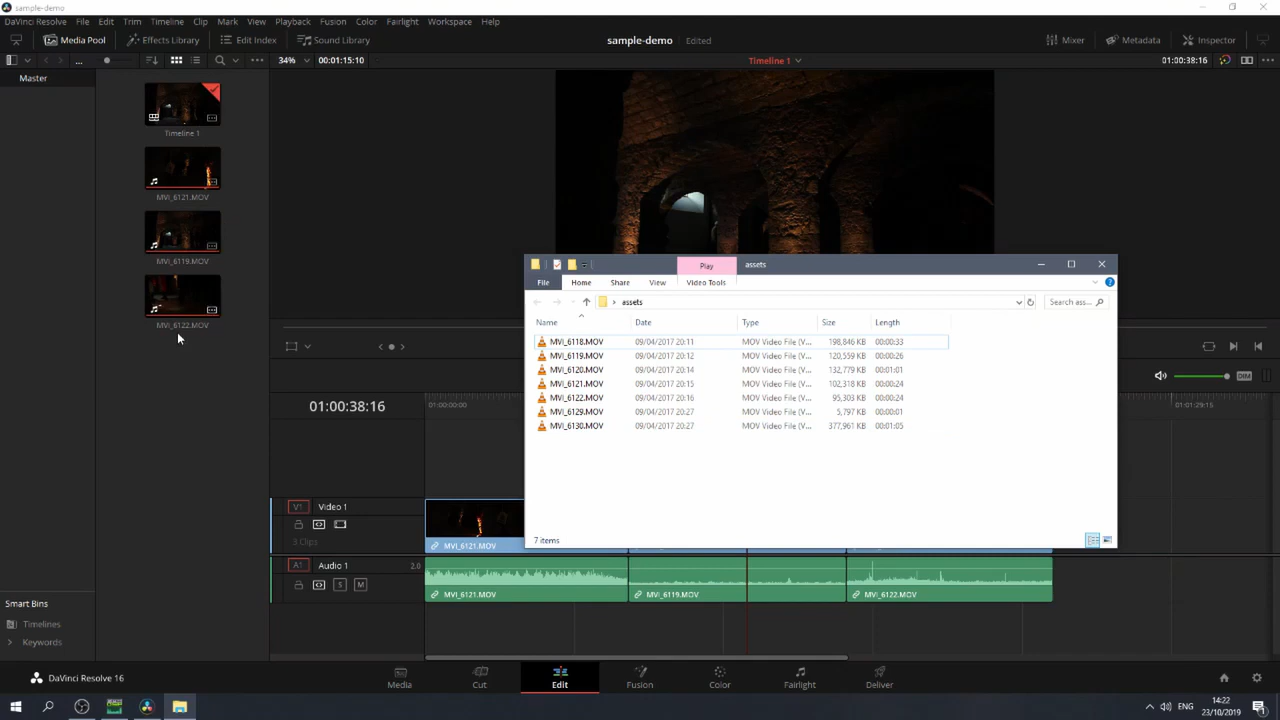 sample-demo
DaVinci Resolve File Edit Trim Timeline Clip Mark View Playback Fusion Color Fairlight Workspace Help
Media Pool Effects Library Edit Index Sound Library sample-demo Edited Mixer Metadata Inspector
... 34% 00:01:15:10 Timeline 1 01:00:38:16
Master
Timeline 1
MVI_6121.MOV
MVI_6119.MOV
MVI_6122.MOV
Play assets
File Home Share View Video Tools
assets Search ass...
Name Date Type Size Length
MVI_6118.MOV 09/04/2017 20:11 MOV Video File (V... 198,846 KB 00:00:33
MVI_6119.MOV 09/04/2017 20:12 MOV Video File (V... 120,559 KB 00:00:26
MVI_6120.MOV 09/04/2017 20:14 MOV Video File (V... 132,779 KB 00:01:01
MVI_6121.MOV 09/04/2017 20:15 MOV Video File (V... 102,318 KB 00:00:24
MVI_6122.MOV 09/04/2017 20:16 MOV Video File (V... 95,303 KB 00:00:24
MVI_6129.MOV 09/04/2017 20:27 MOV Video File (V... 5,797 KB 00:00:01
MVI_6130.MOV 09/04/2017 20:27 MOV Video File (V... 377,961 KB 00:01:05
7 items
DIM
01:00:38:16 01:00:00:00 01:01:29:15
V1 Video 1
3 Clips
MVI_6121.MOV
A1 Audio 1 2.0
S M
MVI_6121.MOV MVI_6119.MOV MVI_6122.MOV
Smart Bins
Timelines
Keywords
DaVinci Resolve 16 Media Cut Edit Fusion Color Fairlight Deliver
ENG 14:22
23/10/2019 1